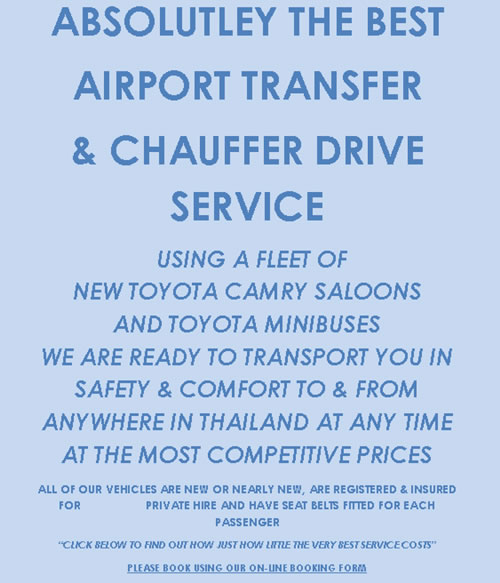 ABSOLUTLEY THE BEST
AIRPORT TRANSFER
& CHAUFFER DRIVE
SERVICE
USING A FLEET OF
NEW TOYOTA CAMRY SALOONS
AND TOYOTA MINIBUSES
WE ARE READY TO TRANSPORT YOU IN
SAFETY & COMFORT TO & FROM
ANYWHERE IN THAILAND AT ANY TIME
AT THE MOST COMPETITIVE PRICES
ALL OF OUR VEHICLES ARE NEW OR NEARLY NEW, ARE REGISTERED & INSURED
FOR PRIVATE HIRE AND HAVE SEAT BELTS FITTED FOR EACH
PASSENGER
"CLICK BELOW TO FIND OUT HOW JUST HOW LITTLE THE VERY BEST SERVICE COSTS"
PLEASE BOOK USING OUR ON-LINE BOOKING FORM